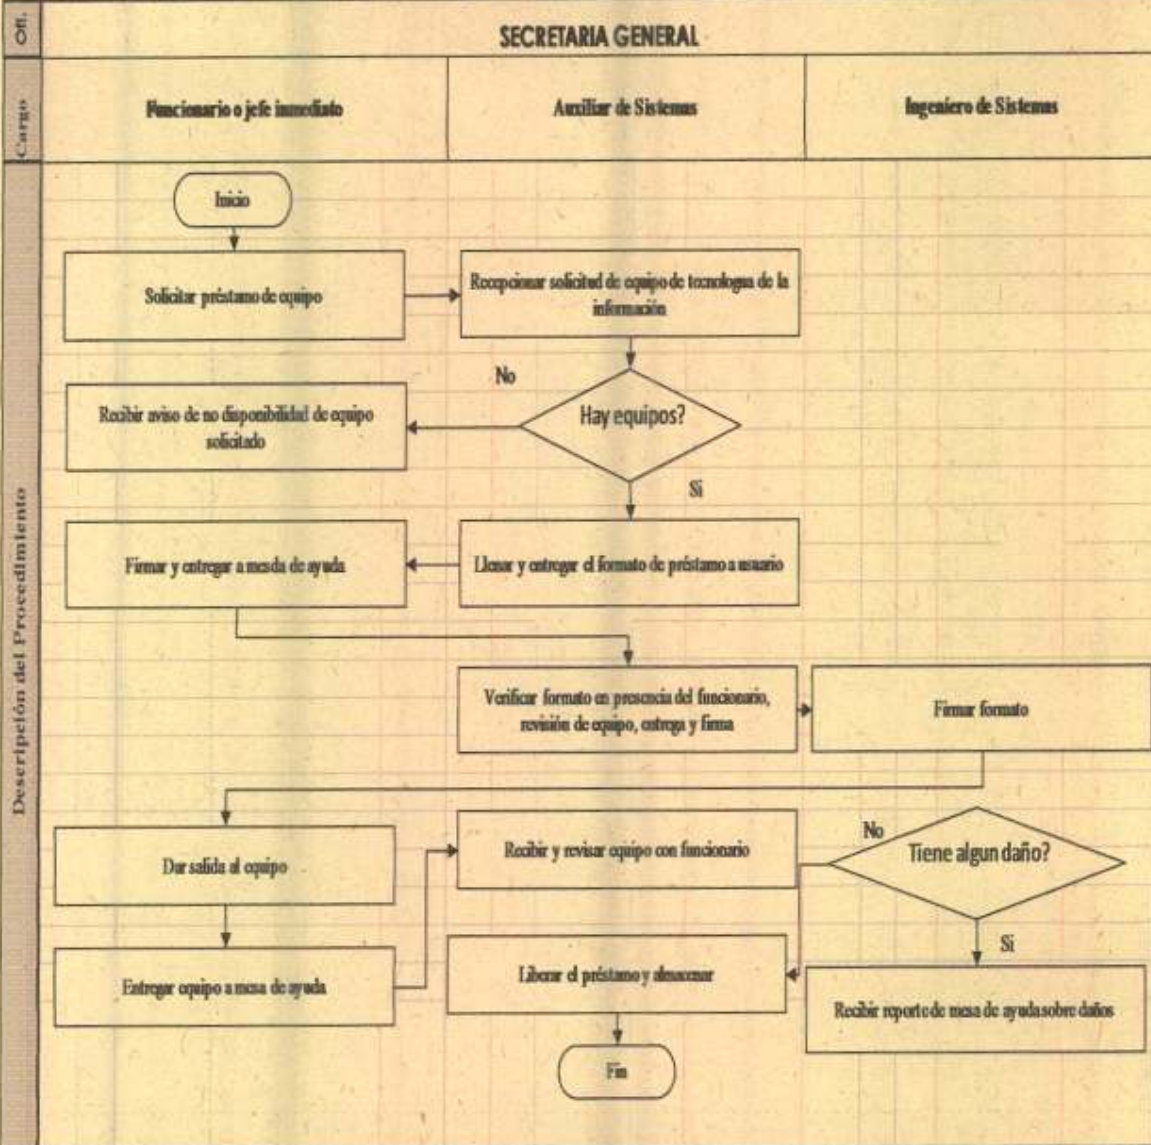 Ofi.
SECRETARIA GENERAL
Cargo
Funcionario o jefe inmediato
Auxiliar de Sistemas
Ingeniero de Sistemas
Descripción del Procedimiento
Inicio
Solicitar préstamo de equipo
Recepcionar solicitud de equipo de tecnologua de la
información
No
Hay equipos?
Recibir aviso de no disponibilidad de equipo
solicitado
Si
Firmar y entregar a mesda de ayuda
Llenar y entregar el formato de préstamo a usuario
Verificar formato en presencia del funcionario,
revisión de equipo, entrega y firma
Firmar formato
Dar salida al equipo
Recibir y revisar equipo con funcionario
No
Tiene algun daño?
Si
Entregar equipo a mesa de ayuda
Liberar el préstamo y almacenar
Recibir reporte de mesa de ayuda sobre daños
Fin